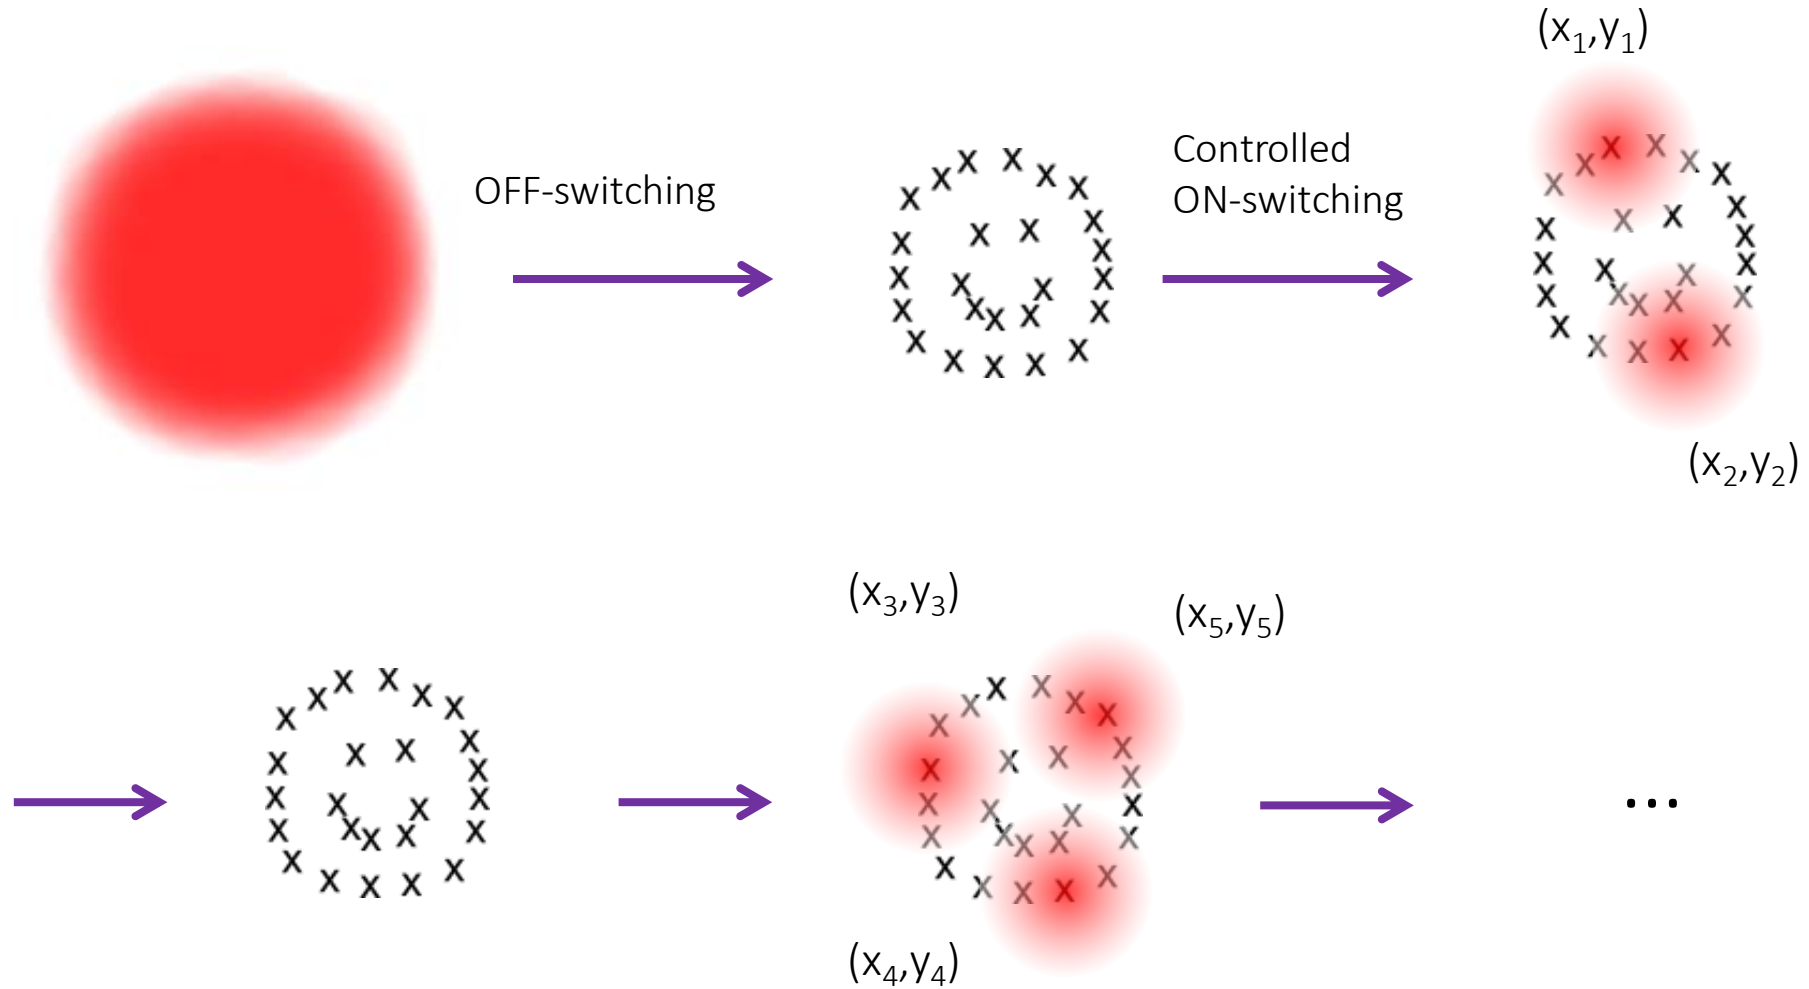 (x1,y1)
OFF-switching
Controlled
ON-switching
(x2,y2)
(x3,y3)
(x5,y5)
...
(x4,y4)